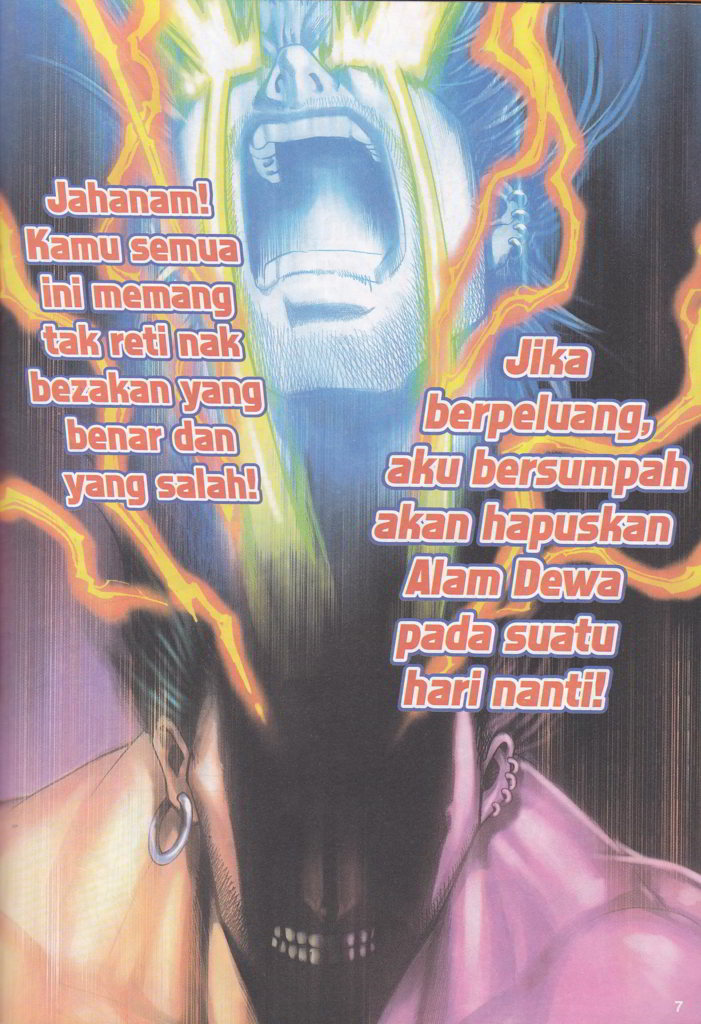 Jahanam!
Kamu semua
ini memang
tak reti nak
bezakan yang
benar dan
yang salah!
Jika
berpeluang,
aku bersumpah
akan hapuskan
Alam Dewa
pada suatu
hari nanti!
7